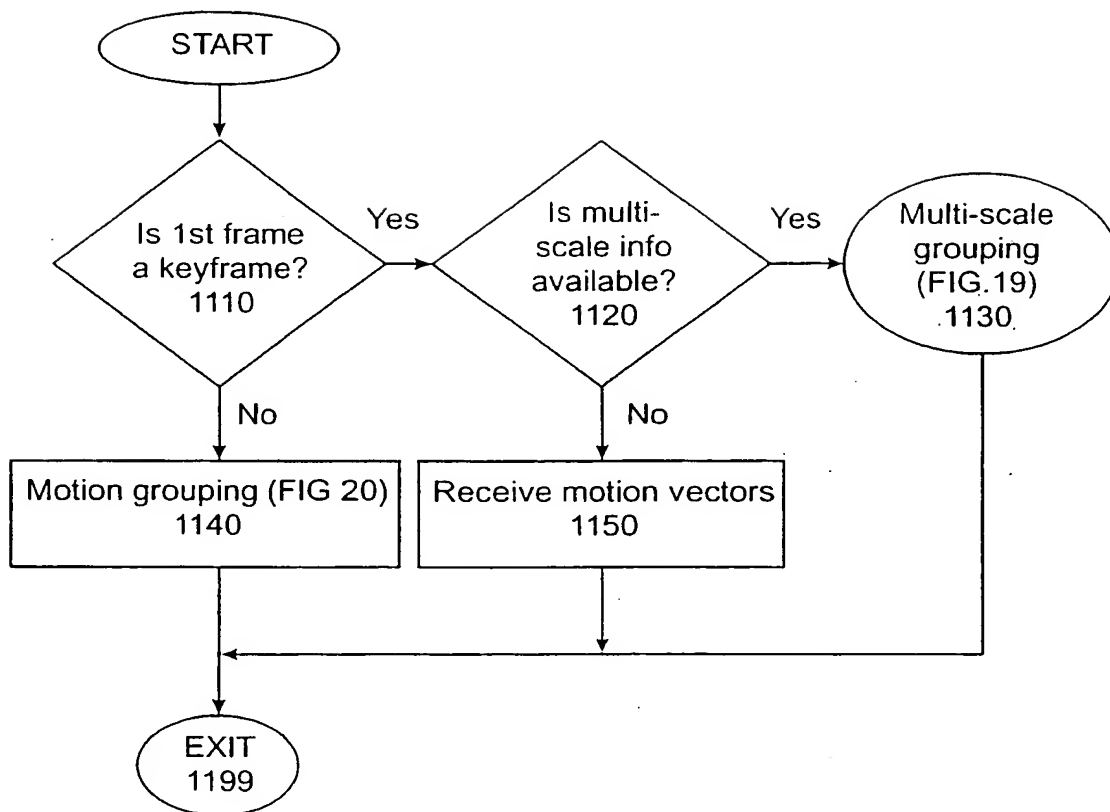 START
Is 1st frame
a keyframe?
1110
Yes
Is multi-
scale info
available?
1120
Yes
Multi-scale
grouping
(FIG.19)
1130
No
No
Motion grouping (FIG 20)
1140
Receive motion vectors
1150
EXIT
1199